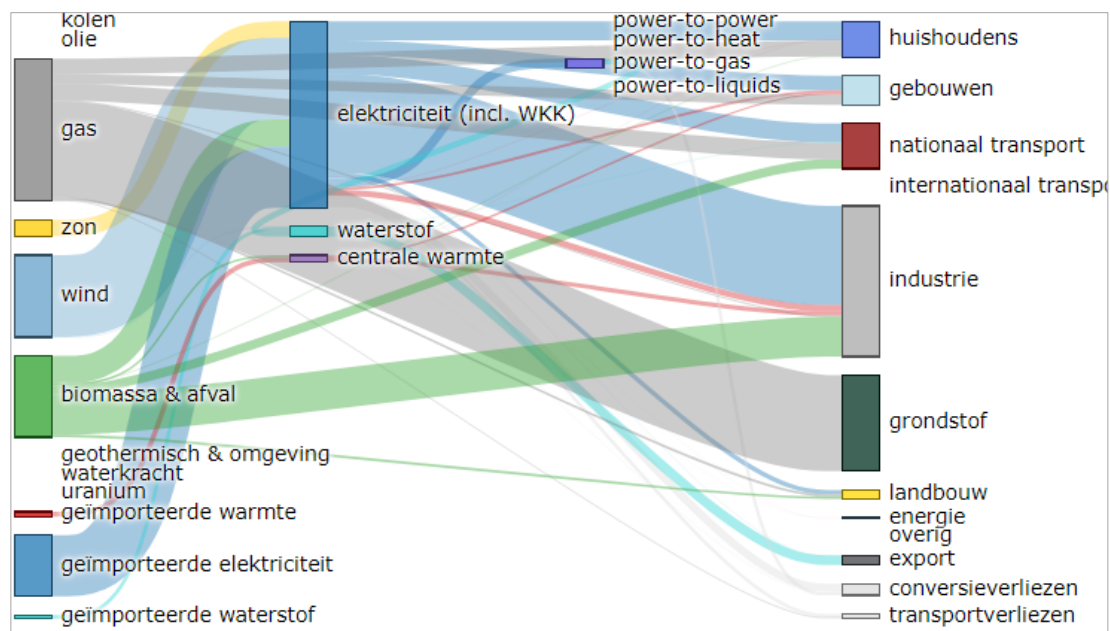 kolen
olie
gas
zon
wind
biomassa & afval
geothermisch & omgeving
waterkracht
uranium
geïmporteerde warmte
geïmporteerde elektriciteit
geïmporteerde waterstof
elektriciteit (incl. WKK)
waterstof
centrale warmte
power-to-power
power-to-heat
power-to-gas
power-to-liquids
huishoudens
gebouwen
nationaal transport
internationaal transpo
industrie
grondstof
landbouw
energie
overig
export
conversieverliezen
transportverliezen